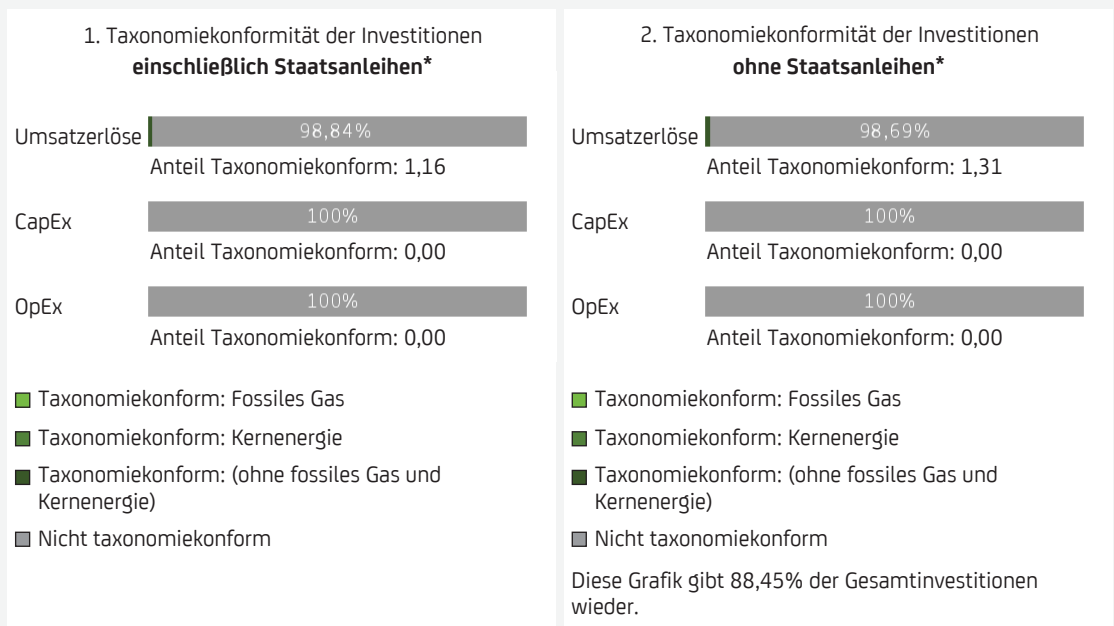 1. Taxonomiekonformität der Investitionen
einschließlich Staatsanleihen*
Umsatzerlöse
98,84%
Anteil Taxonomiekonform: 1,16
CapEx
100%
Anteil Taxonomiekonform: 0,00
OpEx
100%
Anteil Taxonomiekonform: 0,00
Taxonomiekonform: Fossiles Gas
Taxonomiekonform: Kernenergie
Taxonomiekonform: (ohne fossiles Gas und
Kernenergie)
Nicht taxonomiekonform
2. Taxonomiekonformität der Investitionen
ohne Staatsanleihen*
Umsatzerlöse
98,69%
Anteil Taxonomiekonform: 1,31
CapEx
100%
Anteil Taxonomiekonform: 0,00
OpEx
100%
Anteil Taxonomiekonform: 0,00
Taxonomiekonform: Fossiles Gas
Taxonomiekonform: Kernenergie
Taxonomiekonform: (ohne fossiles Gas und
Kernenergie)
Nicht taxonomiekonform
Diese Grafik gibt 88,45% der Gesamtinvestitionen
wieder.